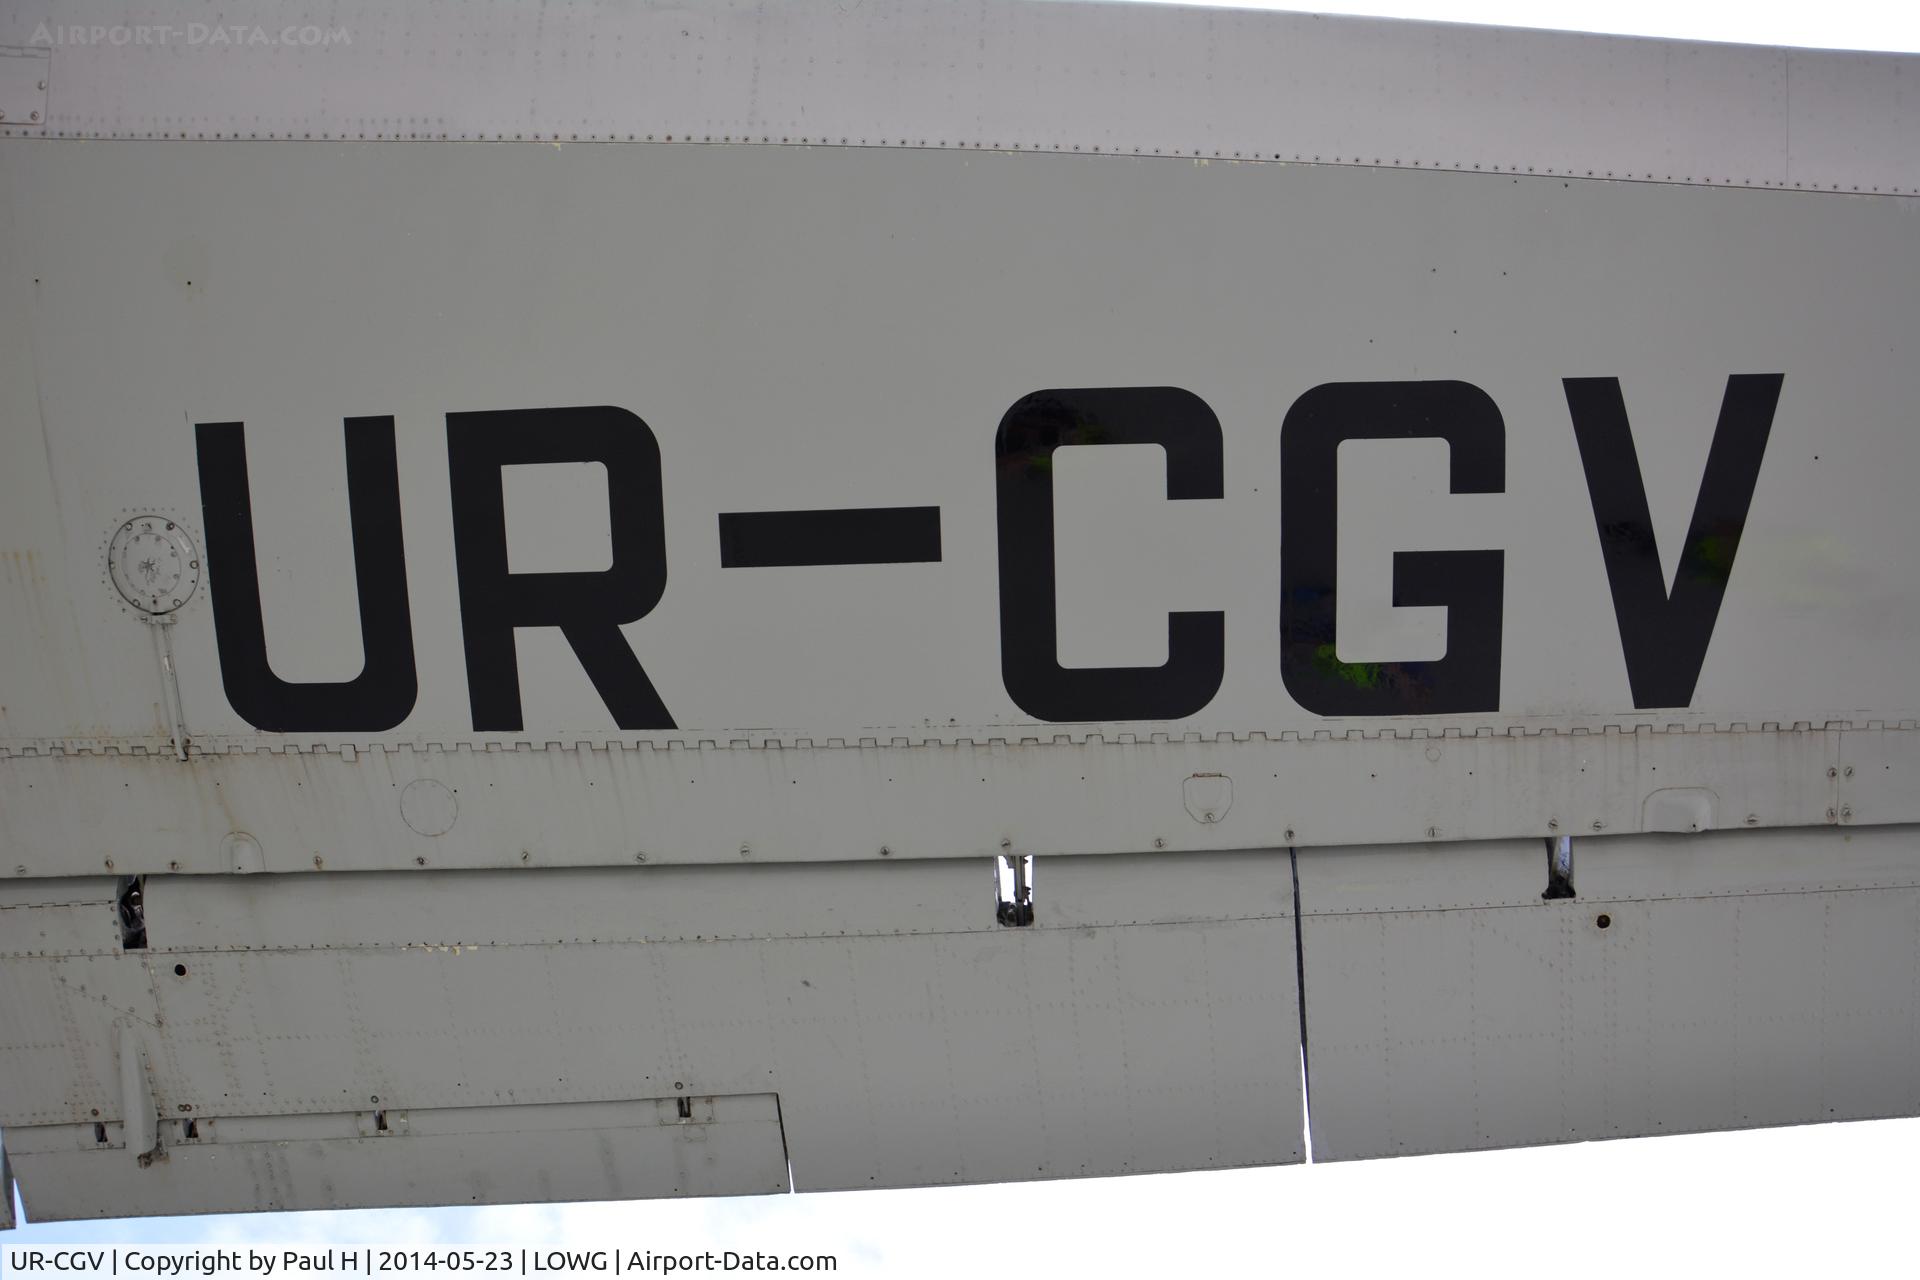 Airport-Data.com
UR-CGV
UR-CGV | Copyright by Paul H | 2014-05-23 | LOWG | Airport-Data.com